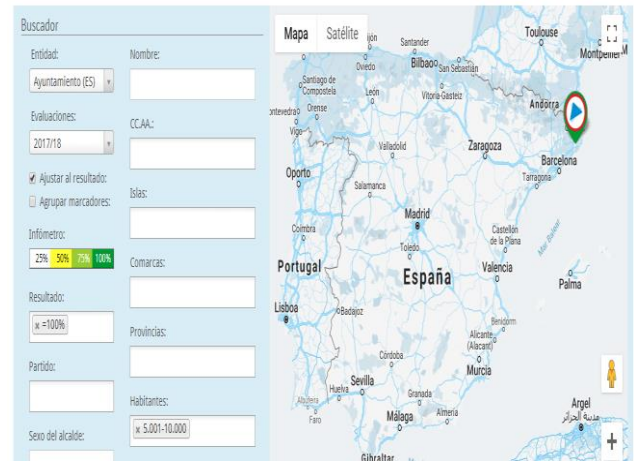 Buscador
Entidad:
Ayuntamiento (ES)
Evaluaciones:
2017/18
Ajustar al resultado:
Agrupar marcadores:
Infómetro:
25% 50% 75% 100%
Resultado:
x =100%
Partido:
Sexo del alcalde:
Nombre:
CC.AA.:
Islas:
Comarcas:
Provincias:
Habitantes:
x 5.001-10.000
Mapa Satélite
Toulouse
Santander
Oviedo
Bilbao
San Sebastián
Santiago de
Compostela
León
Vitoria-Gasteiz
Andorra
Orense
Vigo
Valladolid
Zaragoza
Barcelona
Tarragona
Oporto
Salamanca
Coímbra
Madrid
Toledo
Castellón
de la Plana
Mar Balear
Portugal
España
Valencia
Palma
Lisboa
Badajoz
Benidorm
Alicante
(Alacant)
Córdoba
Murcia
Huelva
Sevilla
Granada
Albufeira
Faro
Málaga
Almería
Argel
مدينة الجزائر
Gibraltar